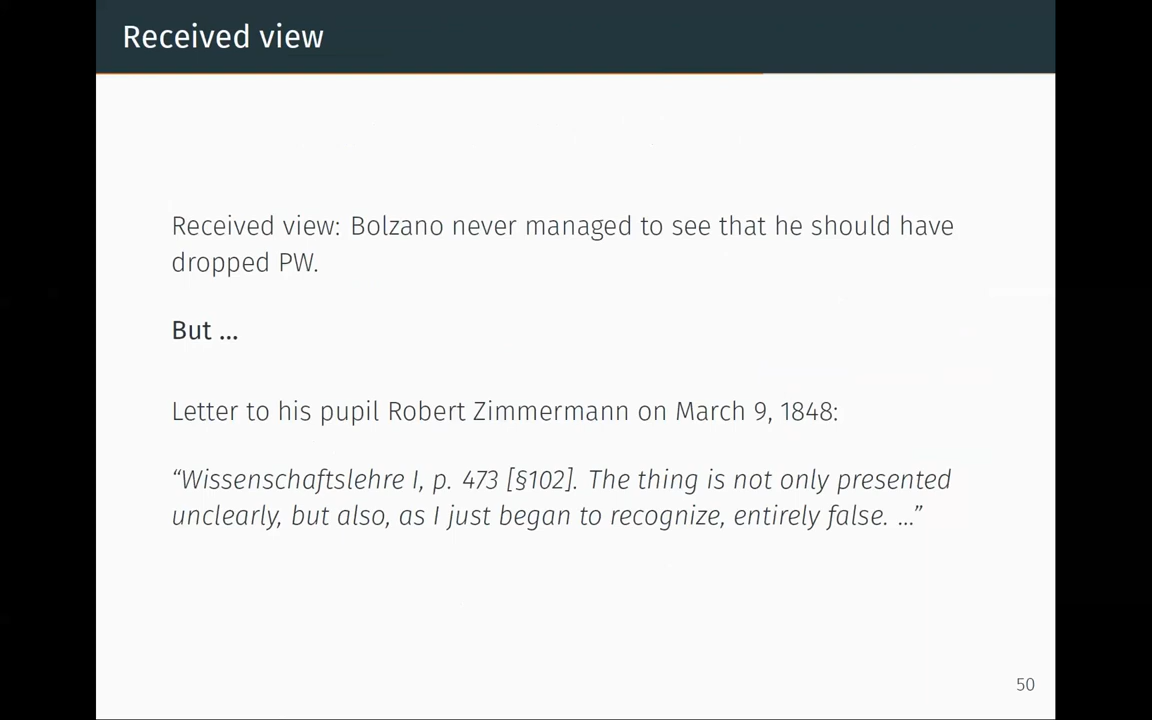 Received view
Received view: Bolzano never managed to see that he should have
dropped PW.
But ...
Letter to his pupil Robert Zimmermann on March 9, 1848:
“Wissenschaftslehre I, p. 473 [§102]. The thing is not only presented
unclearly, but also, as I just began to recognize, entirely false. ...”
50